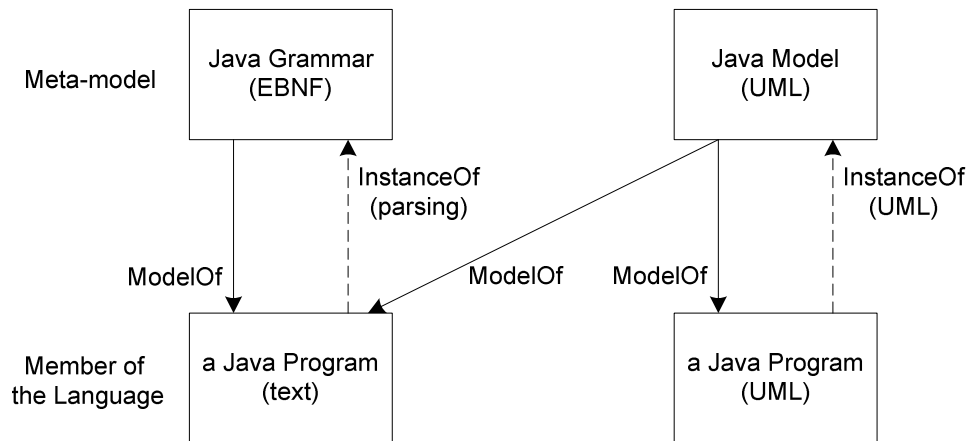 Meta-model
Java Grammar
(EBNF)
Java Model
(UML)
InstanceOf
(parsing)
InstanceOf
(UML)
ModelOf
ModelOf
ModelOf
Member of
the Language
a Java Program
(text)
a Java Program
(UML)